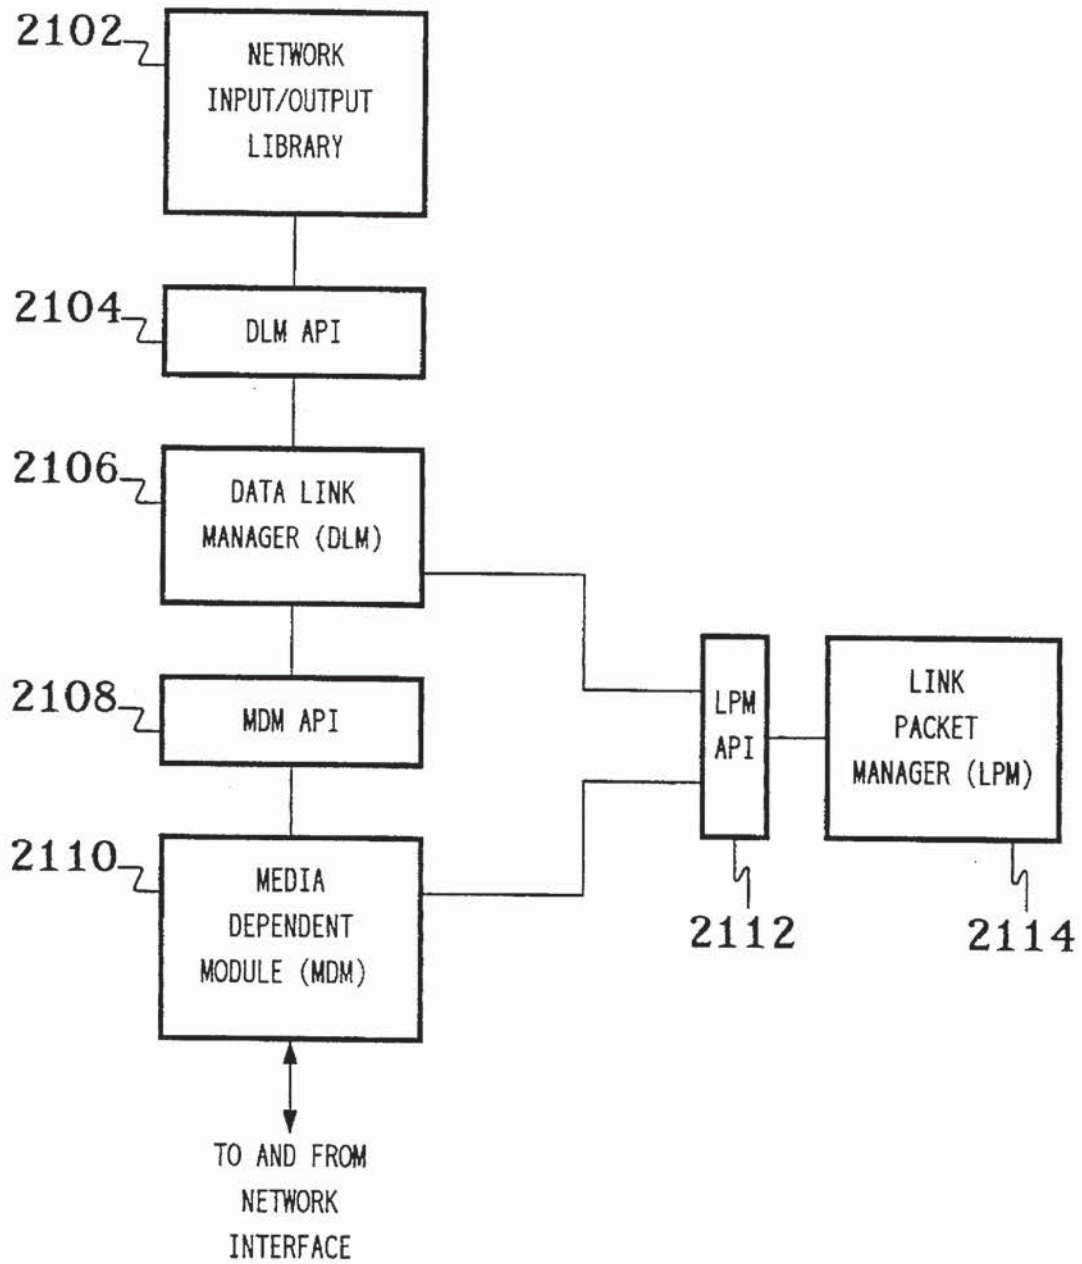 2102
NETWORK
INPUT/OUTPUT
LIBRARY
2104
DLM API
2106
DATA LINK
MANAGER (DLM)
2108
MDM API
2110
MEDIA
DEPENDENT
MODULE (MDM)
LPM
API
2112
LINK
PACKET
MANAGER (LPM)
2114
TO AND FROM
NETWORK
INTERFACE